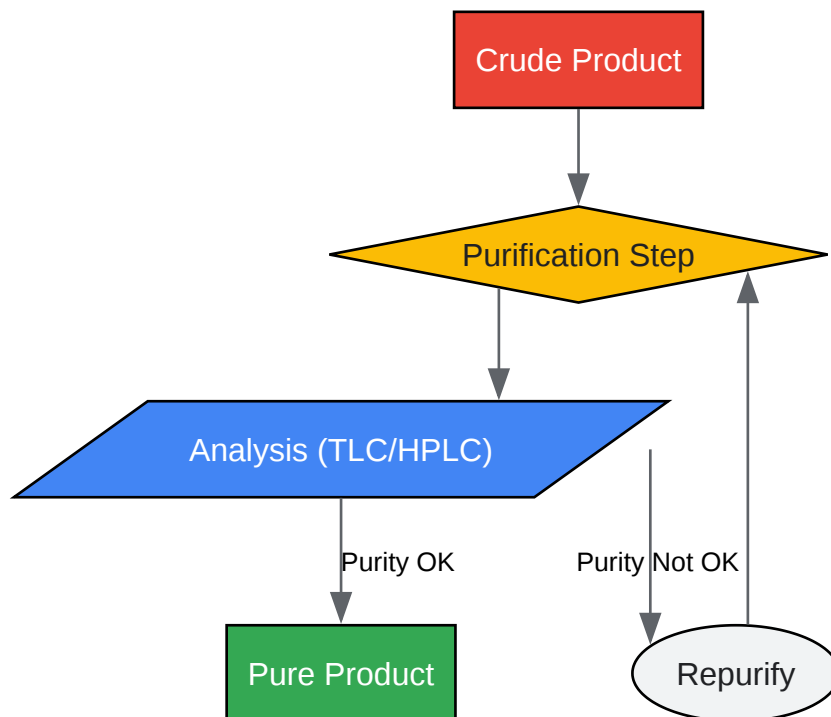 Crude Product
Purification Step
Analysis (TLC/HPLC)
Purity OK
Purity Not OK
Pure Product
Repurify